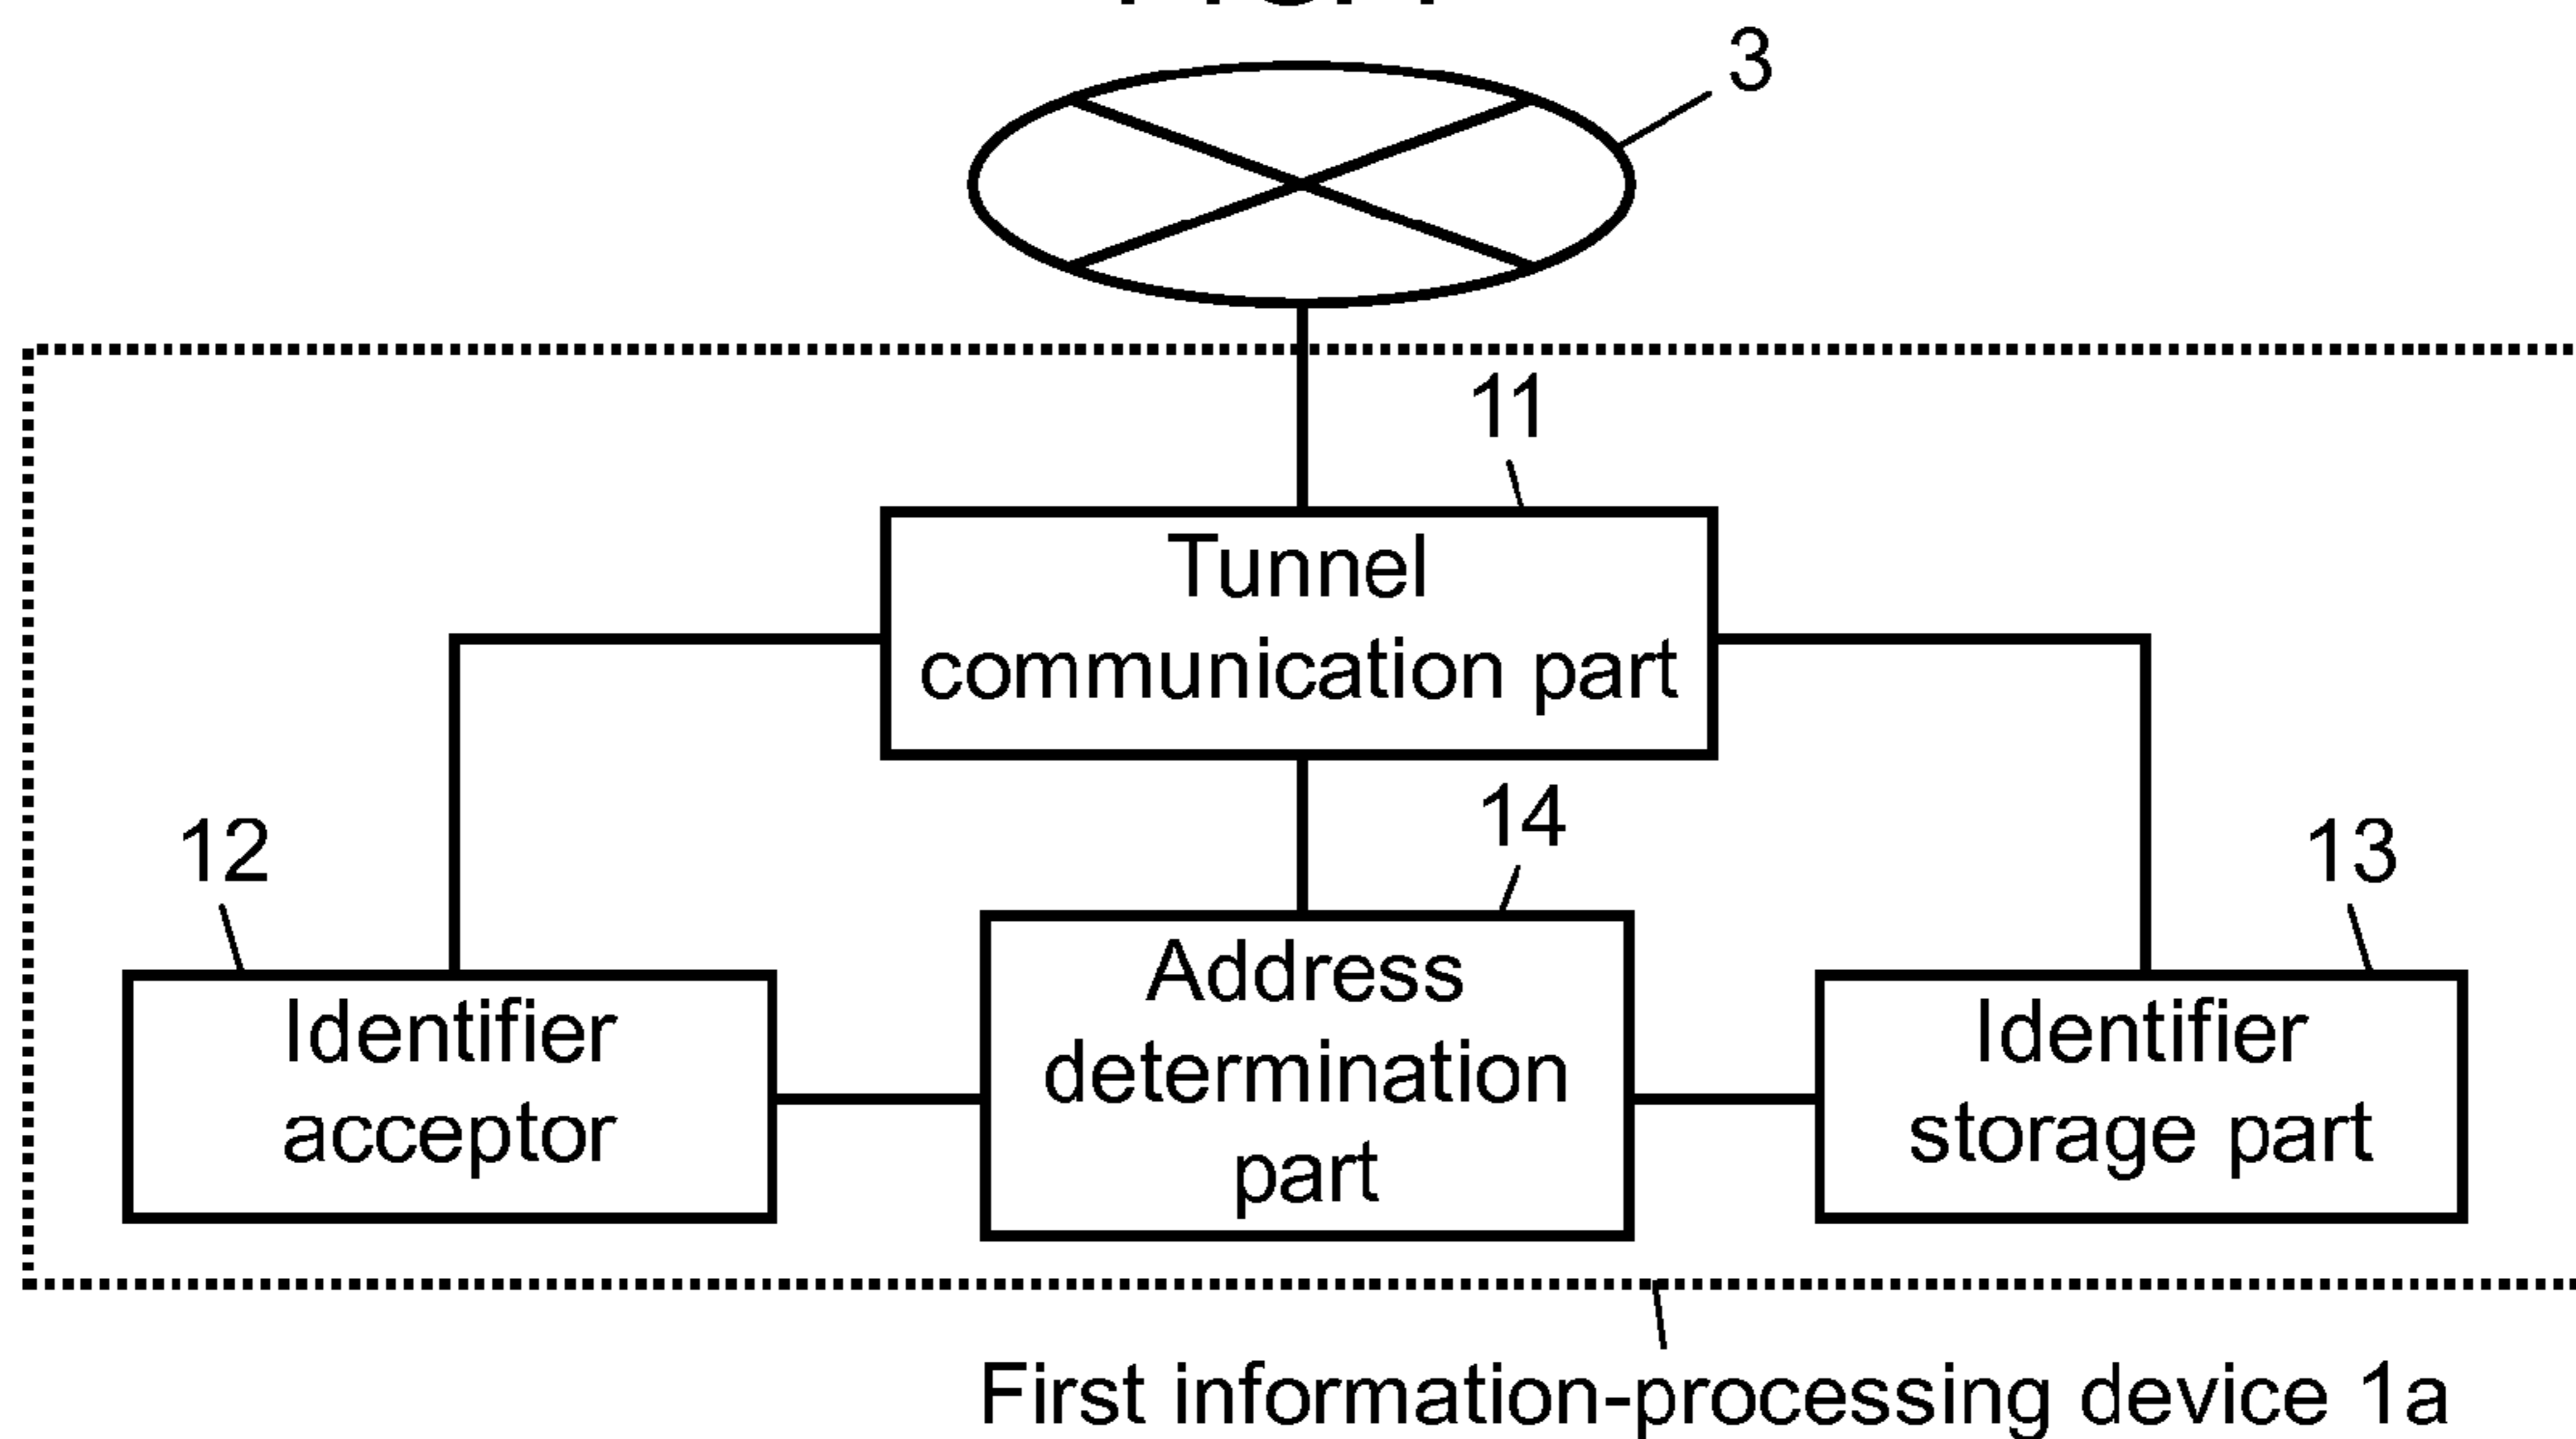 3
11
Tunnel
communication part
12
14
13
Identifier
acceptor
Address
determination
part
Identifier
storage part
First information-processing device 1a